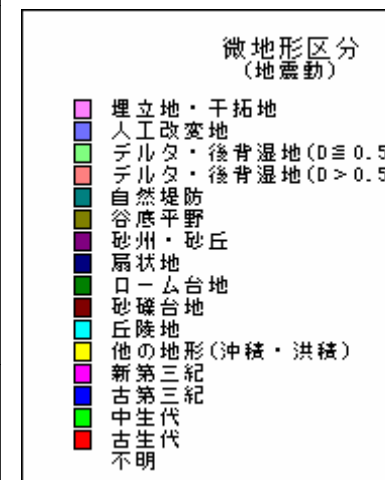 微地形区分
(地震動)
埋立地・干拓地
人工改変地
デルタ・後背湿地(D≦0.5
デルタ・後背湿地(D>0.5
自然堤防
谷底平野
砂州・砂丘
扇状地
ローム台地
砂礫台地
丘陵地
他の地形(沖積・洪積)
新第三紀
古第三紀
中生代
古生代
不明